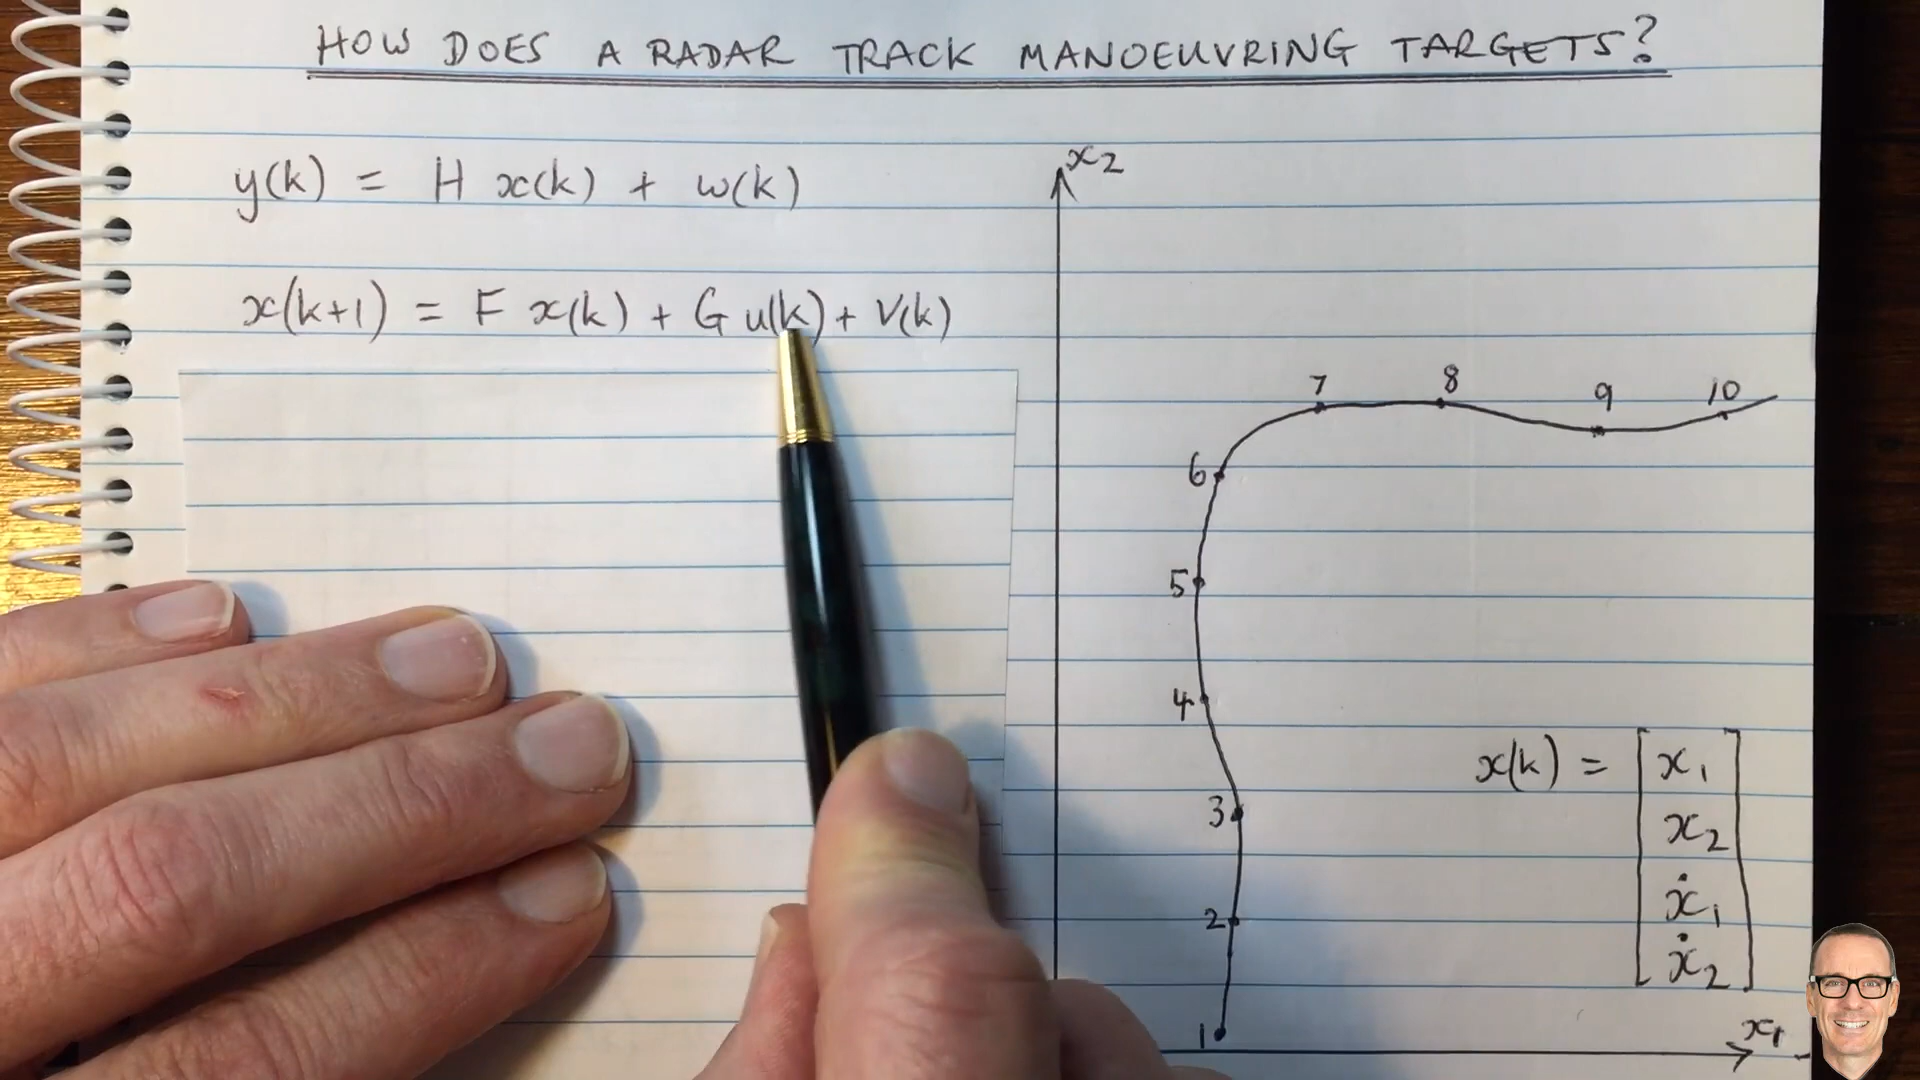 HOW DOES A RADAR TRACK MANOEUVRING TARGETS?
y(k) = H x(k) + w(k)
x(k+1) = F x(k) + G u(k) + V(k)
x2
7 8 9 10
6
5
4
3
2
1
x1
x(k) = [x1
x2
ẋ1
ẋ2]